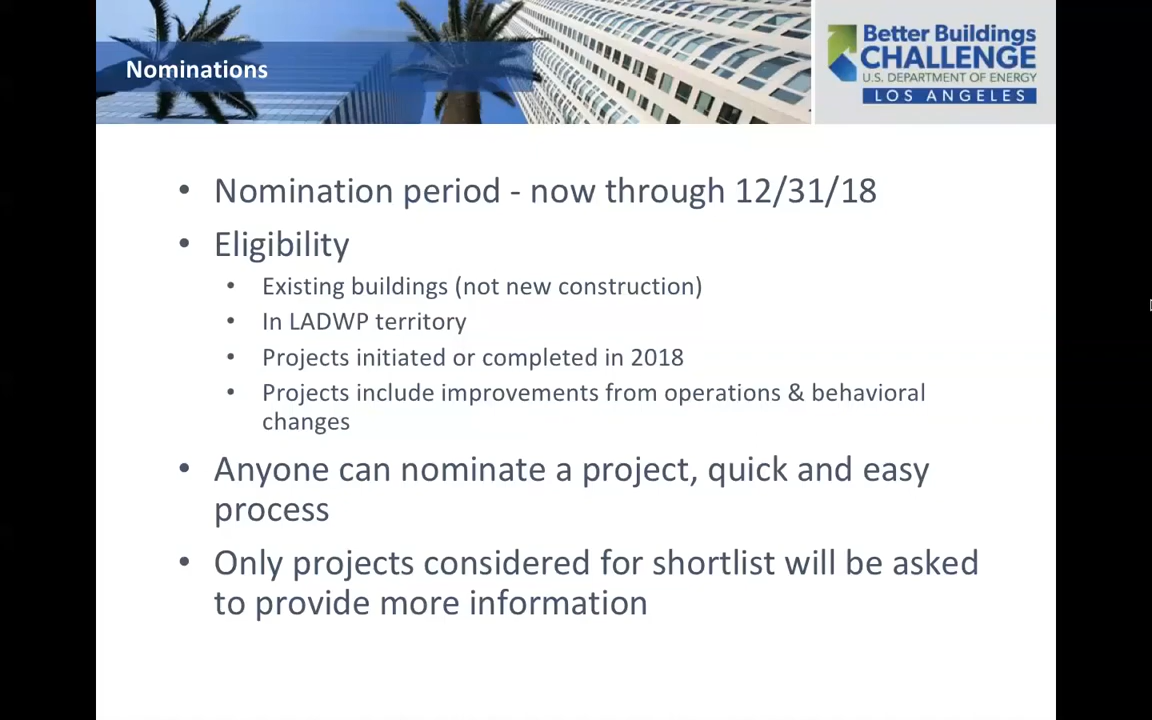 Nominations
Better Buildings
CHALLENGE
U.S. DEPARTMENT OF ENERGY
LOS ANGELES
• Nomination period - now through 12/31/18
• Eligibility
• Existing buildings (not new construction)
• In LADWP territory
• Projects initiated or completed in 2018
• Projects include improvements from operations & behavioral
changes
• Anyone can nominate a project, quick and easy
process
• Only projects considered for shortlist will be asked
to provide more information